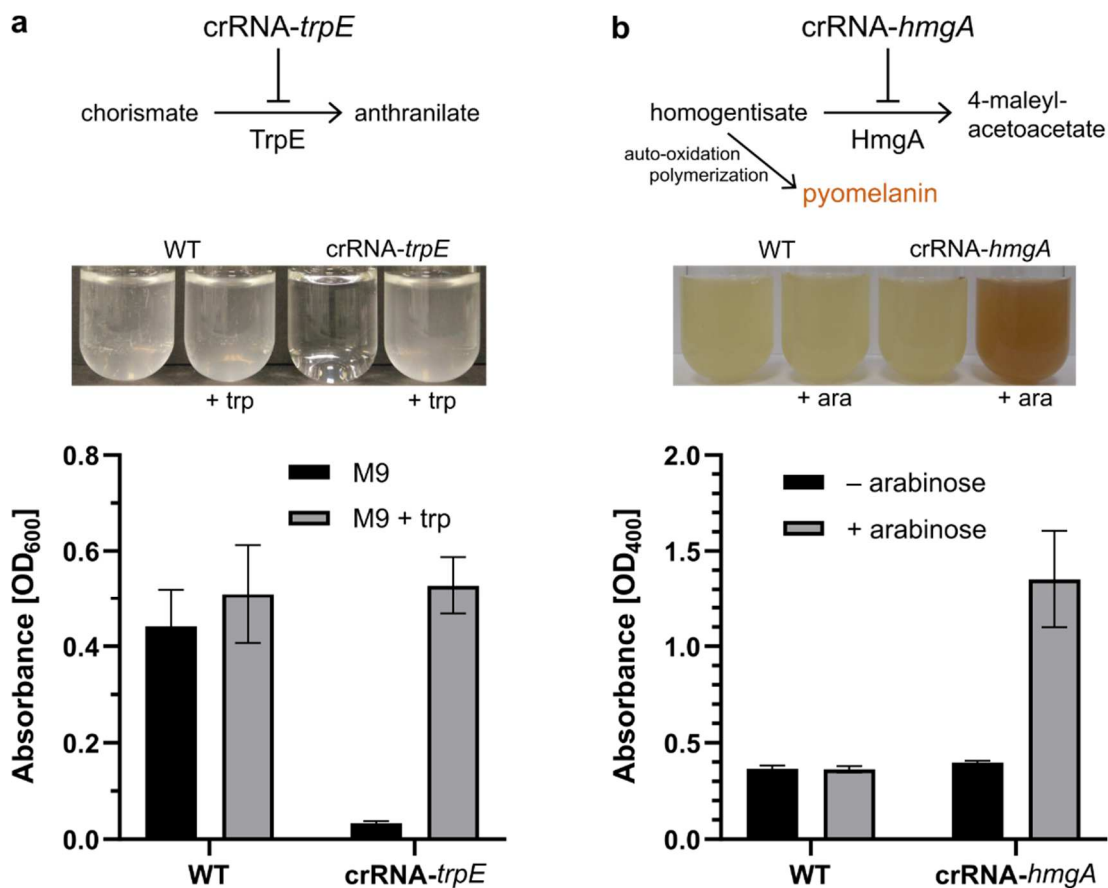 a
crRNA-trpE
chorismate
anthranilate
TrpE
WT
crRNA-trpE
+ trp
+ trp
0.8
0.6
0.4
0.2
0.0
Absorbance [OD600]
M9
M9 + trp
WT
crRNA-trpE
b
crRNA-hmgA
homogentisate
4-maleyl-
acetoacetate
HmgA
auto-oxidation
polymerization
pyomelanin
WT
crRNA-hmgA
+ ara
+ ara
2.0
1.5
1.0
0.5
0.0
Absorbance [OD400]
– arabinose
+ arabinose
WT
crRNA-hmgA